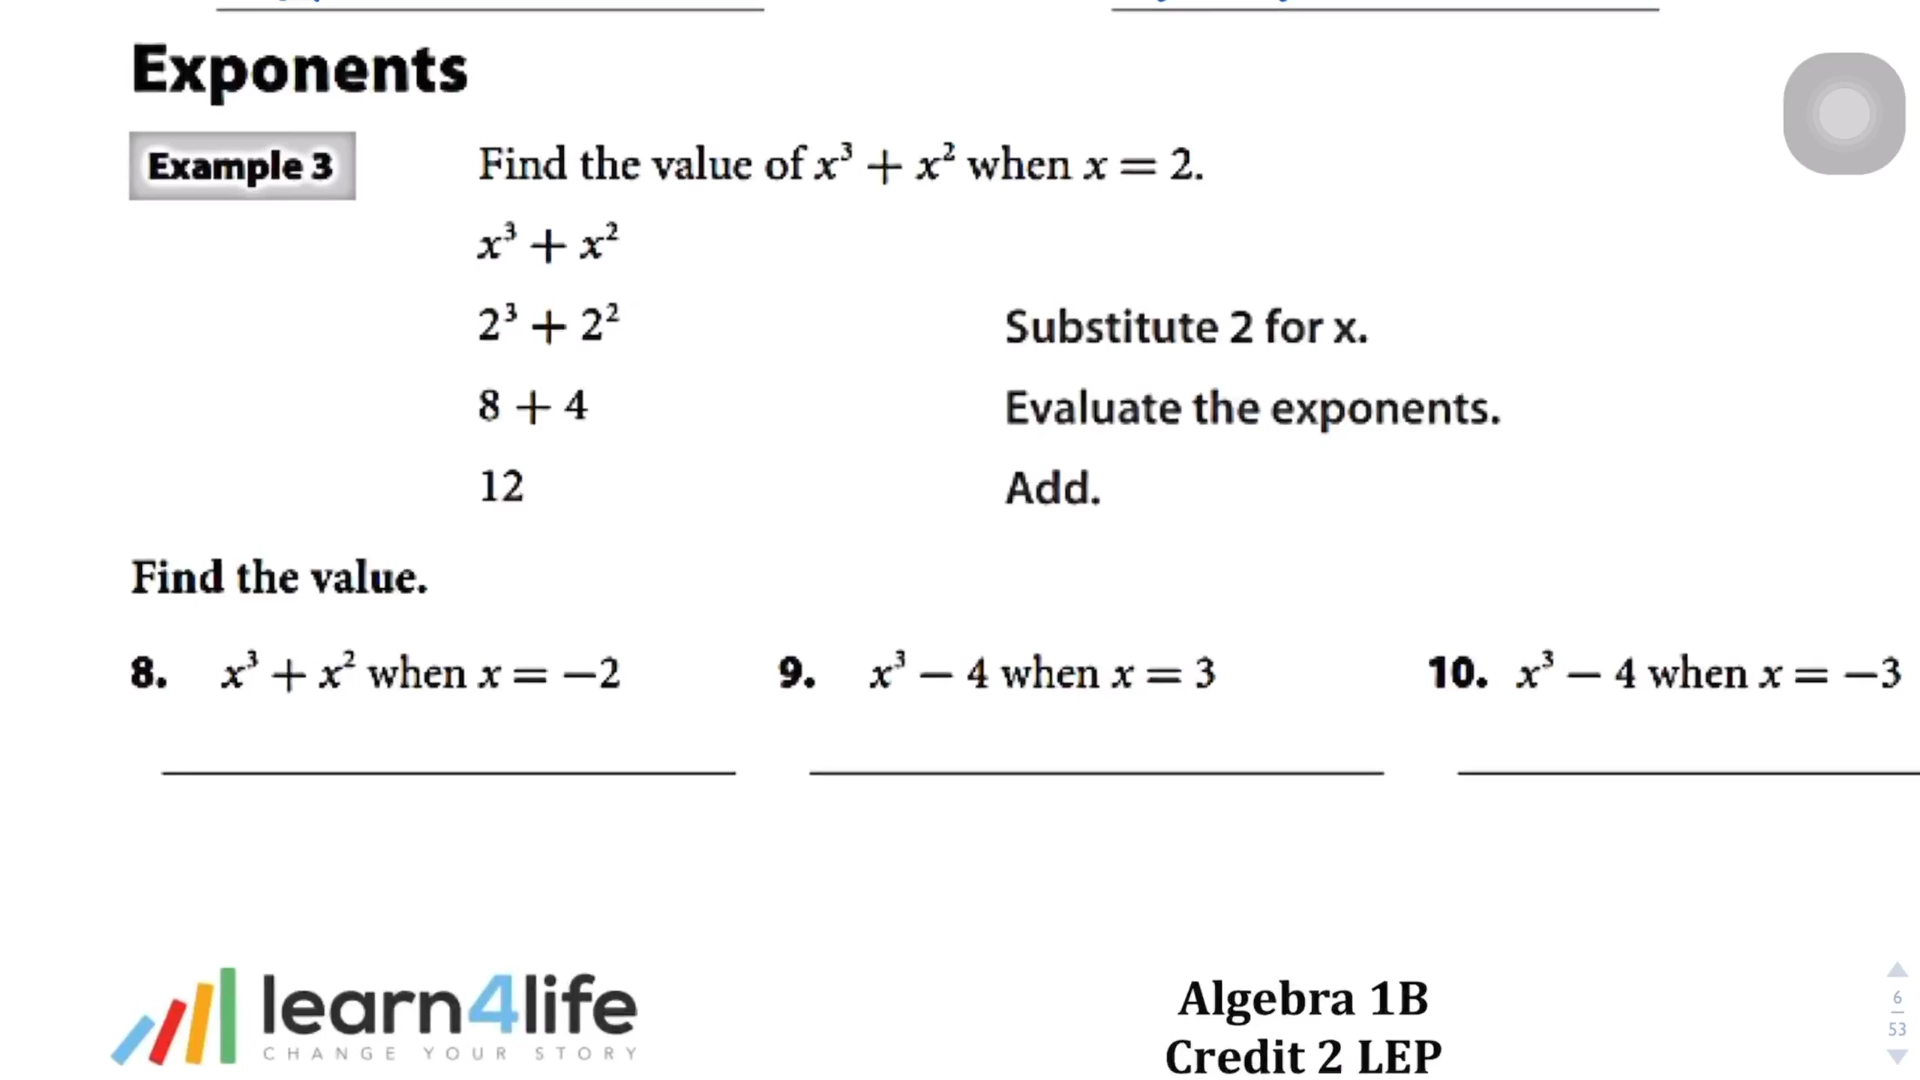 Exponents
Example 3 Find the value of x³ + x² when x = 2.
x³ + x²
2³ + 2² Substitute 2 for x.
8 + 4 Evaluate the exponents.
12 Add.
Find the value.
8. x³ + x² when x = −2 9. x³ − 4 when x = 3 10. x³ − 4 when x = −3
learn4life
CHANGE YOUR STORY
Algebra 1B
Credit 2 LEP
6
53